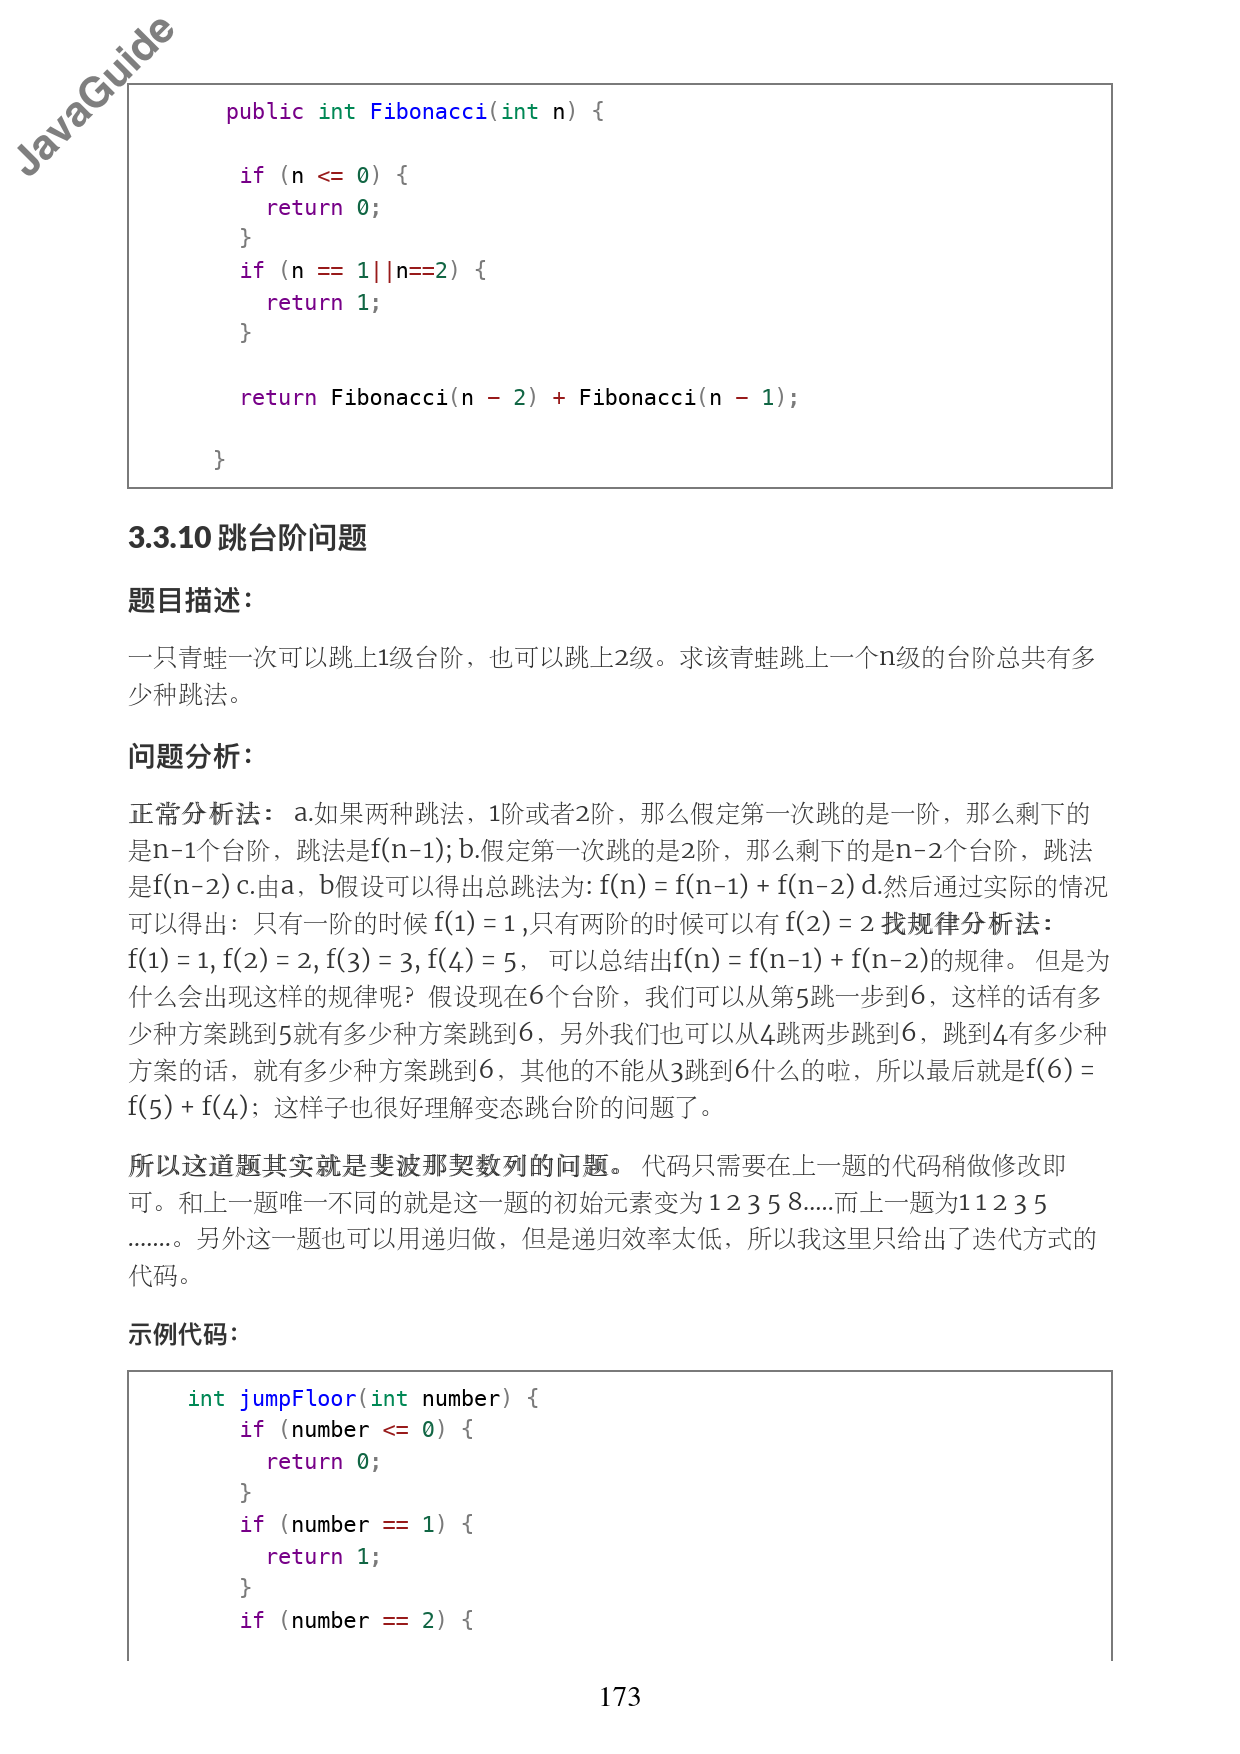 JavaGuide
public int Fibonacci(int n) {
if (n <= 0) {
return 0;
}
if (n == 1||n==2) {
return 1;
}
return Fibonacci(n - 2) + Fibonacci(n - 1);
}
3.3.10 跳台阶问题
题目描述：
一只青蛙一次可以跳上1级台阶，也可以跳上2级。求该青蛙跳上一个n级的台阶总共有多
少种跳法。
问题分析：
正常分析法： a.如果两种跳法，1阶或者2阶，那么假定第一次跳的是一阶，那么剩下的
是n-1个台阶，跳法是f(n-1); b.假定第一次跳的是2阶，那么剩下的是n-2个台阶，跳法
是f(n-2) c.由a，b假设可以得出总跳法为: f(n) = f(n-1) + f(n-2) d.然后通过实际的情况
可以得出：只有一阶的时候 f(1) = 1 ,只有两阶的时候可以有 f(2) = 2 找规律分析法：
f(1) = 1, f(2) = 2, f(3) = 3, f(4) = 5， 可以总结出f(n) = f(n-1) + f(n-2)的规律。 但是为
什么会出现这样的规律呢？假设现在6个台阶，我们可以从第5跳一步到6，这样的话有多
少种方案跳到5就有多少种方案跳到6，另外我们也可以从4跳两步跳到6，跳到4有多少种
方案的话，就有多少种方案跳到6，其他的不能从3跳到6什么的啦，所以最后就是f(6) =
f(5) + f(4)；这样子也很好理解变态跳台阶的问题了。
所以这道题其实就是斐波那契数列的问题。 代码只需要在上一题的代码稍做修改即
可。和上一题唯一不同的就是这一题的初始元素变为 1 2 3 5 8.....而上一题为1 1 2 3 5
.......。另外这一题也可以用递归做，但是递归效率太低，所以我这里只给出了迭代方式的
代码。
示例代码：
int jumpFloor(int number) {
if (number <= 0) {
return 0;
}
if (number == 1) {
return 1;
}
if (number == 2) {
173